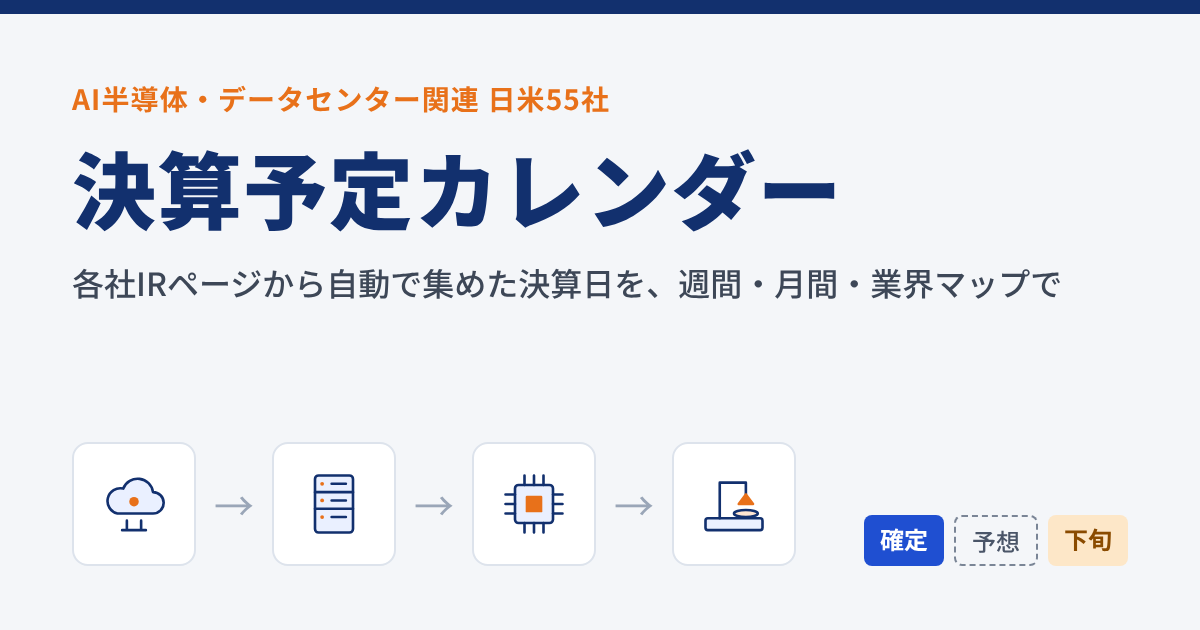 AI半導体・データセンター関連 日米55社
決算予定カレンダー
各社IRページから自動で集めた決算日を、週間・月間・業界マップで
確定 予想 下旬